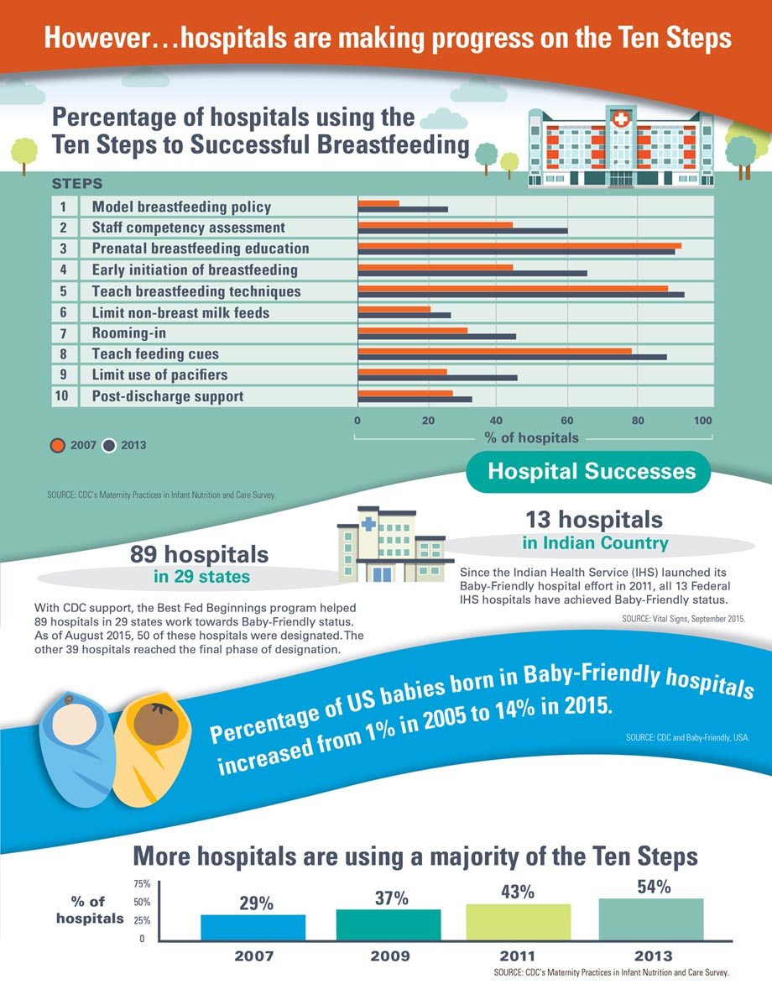 However…hospitals are making progress on the Ten Steps
Percentage of hospitals using the
Ten Steps to Successful Breastfeeding
STEPS
1 Model breastfeeding policy
2 Staff competency assessment
3 Prenatal breastfeeding education
4 Early initiation of breastfeeding
5 Teach breastfeeding techniques
6 Limit non-breast milk feeds
7 Rooming-in
8 Teach feeding cues
9 Limit use of pacifiers
10 Post-discharge support
0 20 40 60 80 100
% of hospitals
2007 2013
SOURCE: CDC's Maternity Practices in Infant Nutrition and Care Survey.
Hospital Successes
89 hospitals
in 29 states
With CDC support, the Best Fed Beginnings program helped
89 hospitals in 29 states work towards Baby-Friendly status.
As of August 2015, 50 of these hospitals were designated. The
other 39 hospitals reached the final phase of designation.
13 hospitals
in Indian Country
Since the Indian Health Service (IHS) launched its
Baby-Friendly hospital effort in 2011, all 13 Federal
IHS hospitals have achieved Baby-Friendly status.
SOURCE: Vital Signs, September 2015.
Percentage of US babies born in Baby-Friendly hospitals
increased from 1% in 2005 to 14% in 2015.
SOURCE: CDC and Baby-Friendly, USA.
More hospitals are using a majority of the Ten Steps
% of
hospitals
75%
50%
25%
0
29% 37% 43% 54%
2007 2009 2011 2013
SOURCE: CDC's Maternity Practices in Infant Nutrition and Care Survey.